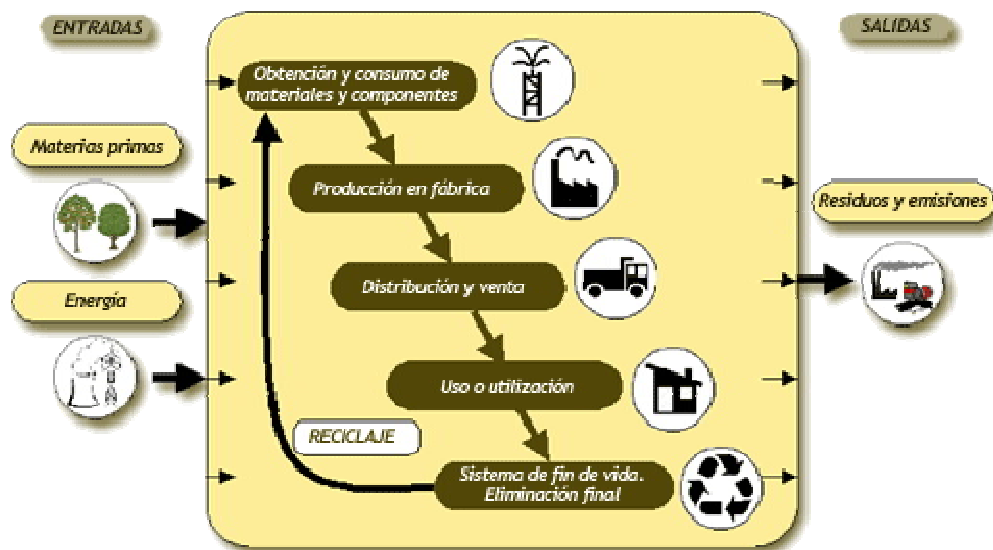 ENTRADAS
SALIDAS
Obtención y consumo de
materiales y componentes
Materias primas
Producción en fábrica
Residuos y emisiones
Distribución y venta
Energía
Uso o utilización
RECICLAJE
Sistema de fin de vida.
Eliminación final